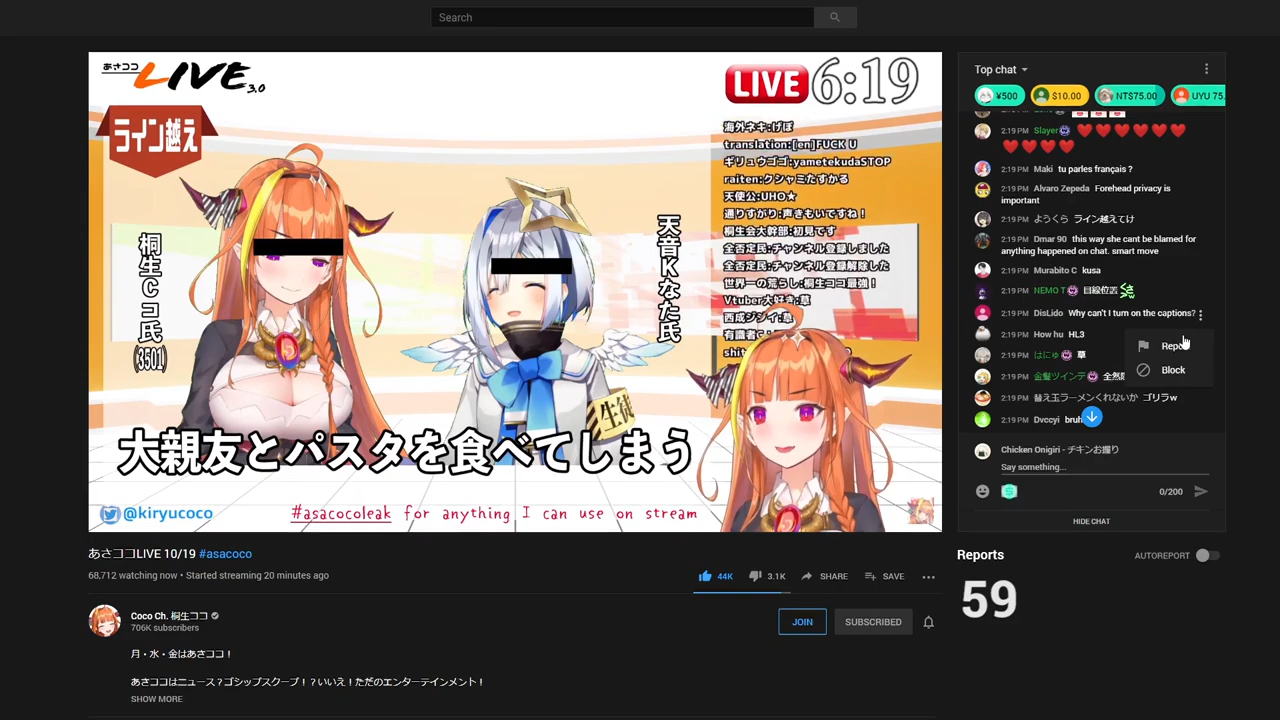 Search
あさココ
LIVE 3.0
ライン越え
LIVE 6:19
桐生C コ氏
(3501)
天音Kなた氏
海外ネキ:げぼ
translation:[en]FUCK U
ギリュウゴゴ:yametekudaSTOP
raiten:クシャミたすかる
天使公:UHO★
通りすがり:声きもいですね！
桐生会大幹部:初見です
全否定民:チャンネル登録しました
全否定民:チャンネル登録解除した
世界一の荒らし:桐生ココ最強！
Vtuber大好き:草
西成ジジイ:草
生徒
大親友とパスタを食べてしまう
@kiryucoco
#asacocoleak for anything I can use on stream
あさココLIVE 10/19 #asacoco
68,712 watching now • Started streaming 20 minutes ago
44K
3.1K
SHARE
SAVE
Coco Ch. 桐生ココ
706K subscribers
JOIN
SUBSCRIBED
月・水・金はあさココ！
あさココはニュース？ゴシップスクープ！？いいえ！ただのエンターテインメント！
SHOW MORE
Top chat
¥500
$10.00
NT$75.00
UYU 75.
2:19 PM Slayer
2:19 PM Maki tu parles français ?
2:19 PM Alvaro Zepeda Forehead privacy is
important
2:19 PM ようくら ライン越えてけ
2:19 PM Dmar 90 this way she cant be blamed for
anything happened on chat. smart move
2:19 PM Murabito C kusa
2:19 PM NEMO T 目線位置
2:19 PM DisLido Why can't I turn on the captions?
2:19 PM How hu HL3
2:19 PM はにゅ 草
2:19 PM 金髪ツインテ
2:19 PM 替え玉ラーメンくれないか ゴリラw
2:19 PM Dvccyi bruh
Report
Block
Chicken Onigiri - チキンお握り
Say something...
0/200
HIDE CHAT
Reports
AUTOREPORT
59